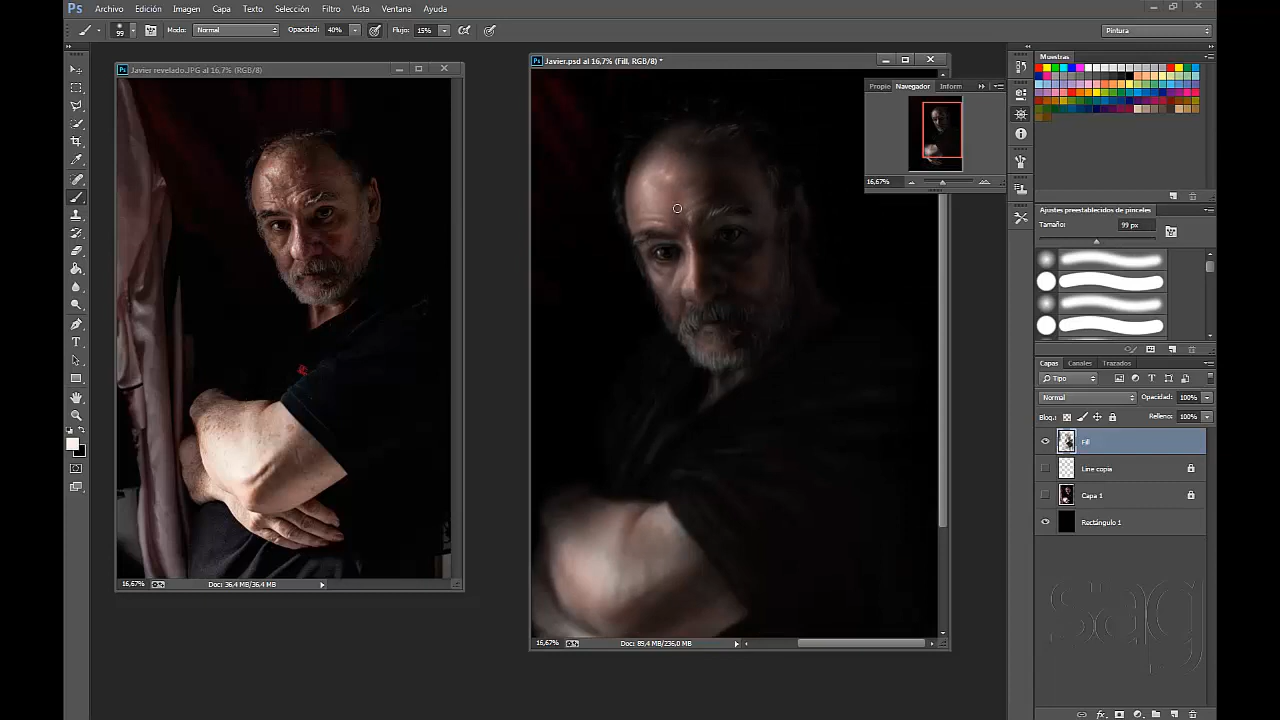 Ps Archivo Edición Imagen Capa Texto Selección Filtro Vista Ventana Ayuda
99 Modo: Normal Opacidad: 40% Flujo: 15% Pintura
Javier revelado.JPG al 16,7% (RGB/8)
Javier.psd al 16,7% (Fill, RGB/8) *
Propie Navegador Inform
16,67%
Muestras
Ajustes preestablecidos de pinceles
Tamaño: 99 px
Capas Canales Trazados
Tipo
Normal Opacidad: 100%
Bloq.: Relleno: 100%
Fill
Line copia
Capa 1
Rectángulo 1
16,67% Doc: 36,4 MB/36,4 MB
16,67% Doc: 89,4 MB/236,0 MB